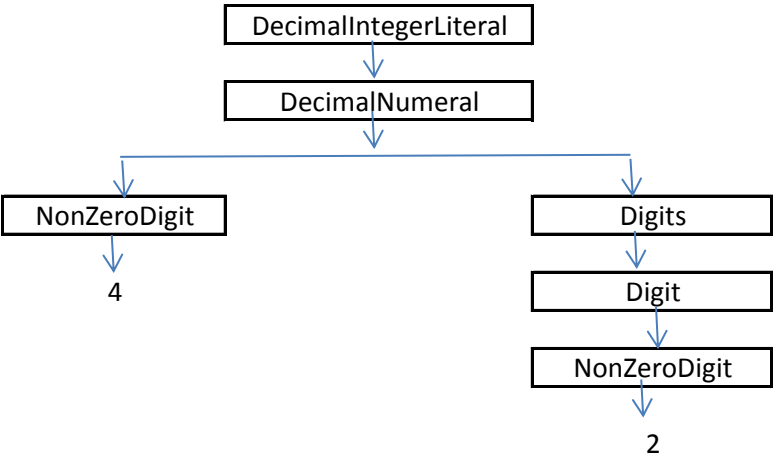 DecimalIntegerLiteral
DecimalNumeral
NonZeroDigit
Digits
4
Digit
NonZeroDigit
2